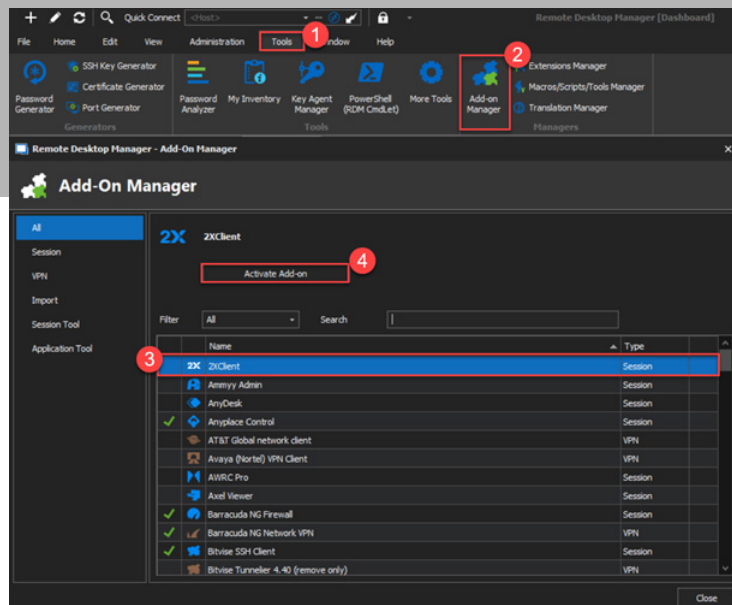 Quick Connect <Host> Remote Desktop Manager [Dashboard]
File Home Edit View Administration Tools 1 ndow Help
2
SSH Key Generator
Certificate Generator
Port Generator
Password Generator
Generators
Password Analyzer
My Inventory
Key Agent Manager
PowerShell (RDM CmdLet)
More Tools
Tools
Add-on Manager
Extensions Manager
Macros/Scripts/Tools Manager
Translation Manager
Managers
Remote Desktop Manager - Add-On Manager
Add-On Manager
All
Session
VPN
Import
Session Tool
Application Tool
2X 2XClient
4
Activate Add-on
Filter All Search
Name Type
3
2X 2XClient Session
Ammyy Admin Session
AnyDesk Session
Anyplace Control Session
AT&T Global network client VPN
Avaya (Nortel) VPN Client VPN
AWRC Pro Session
Axel Viewer Session
Barracuda NG Firewall Session
Barracuda NG Network VPN VPN
Bitvise SSH Client Session
Bitvise Tunnelier 4.40 (remove only) VPN
Close